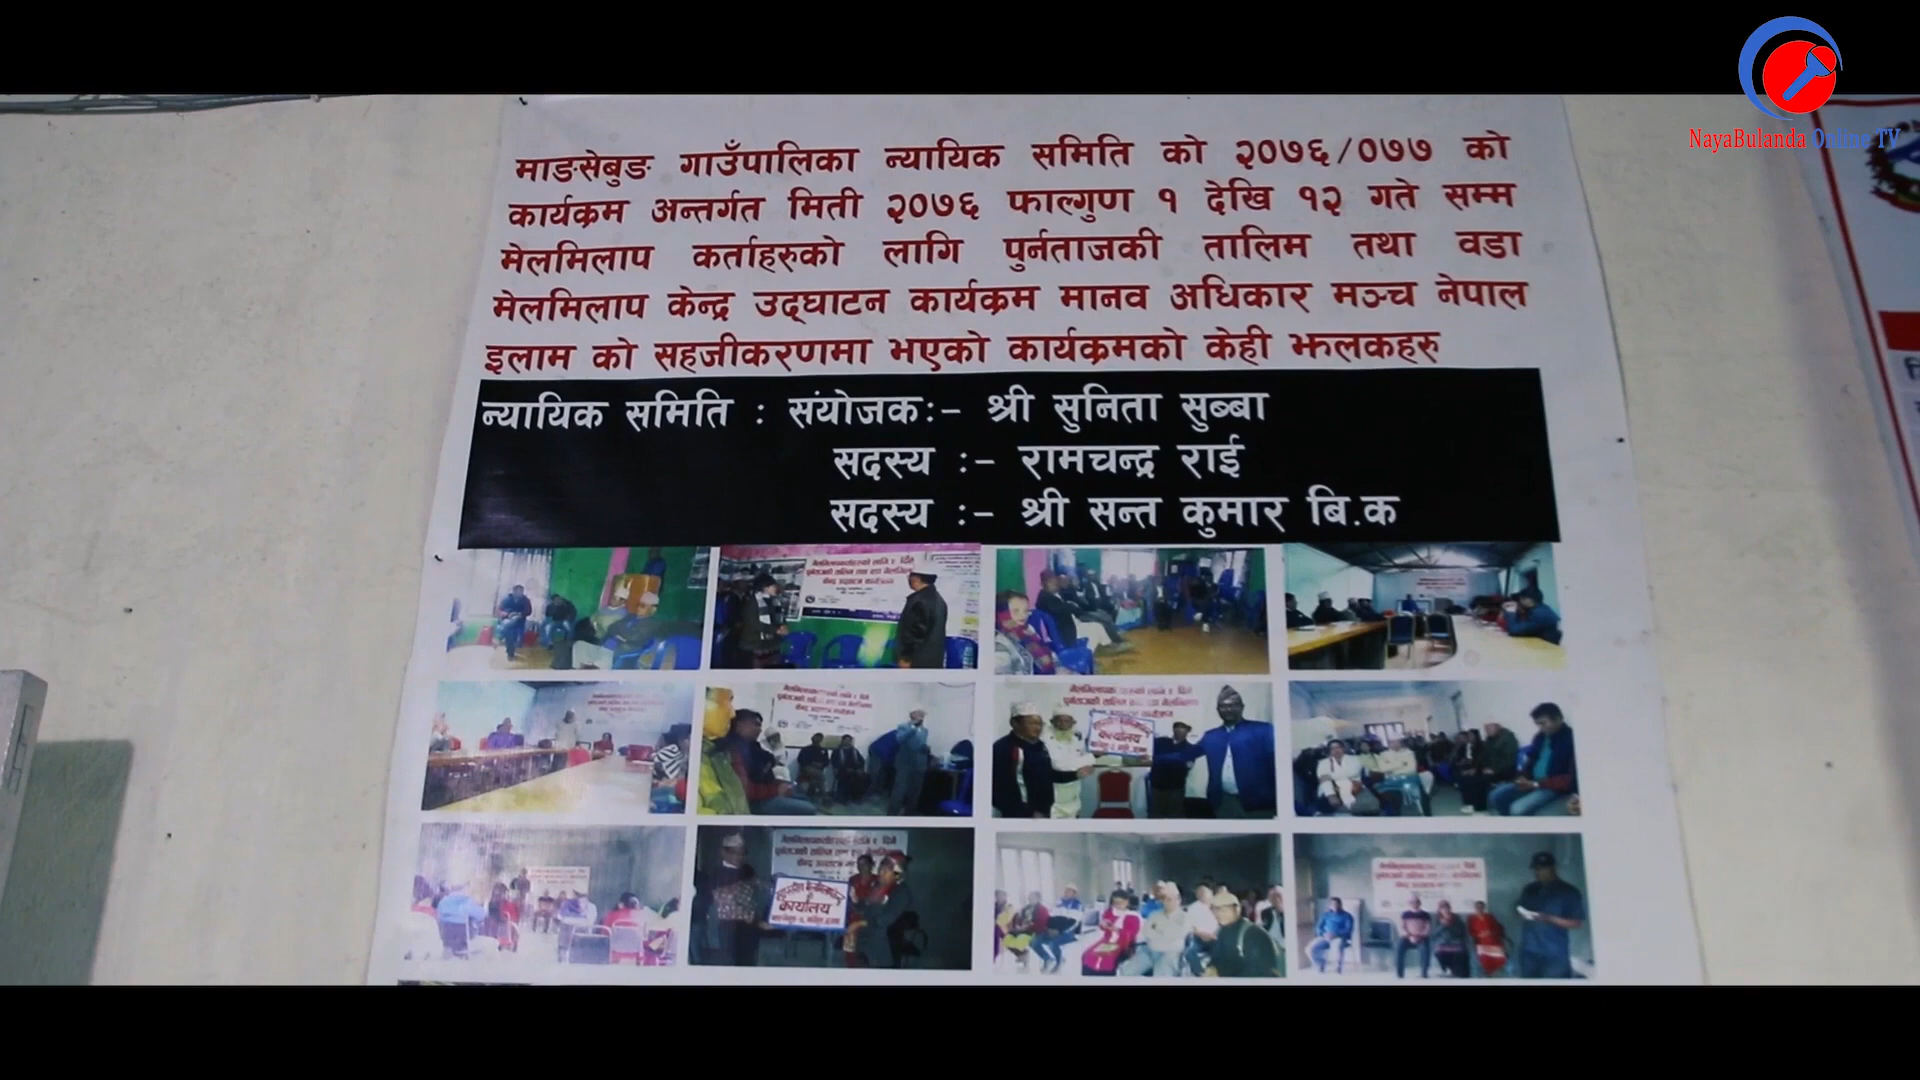 NayaBulanda Online TV
माङसेबुङ गाउँपालिका न्यायिक समिति को २०७६/०७७ को
कार्यक्रम अन्तर्गत मिती २०७६ फाल्गुण १ देखि १२ गते सम्म
मेलमिलाप कर्ताहरुको लागि पुर्नताजकी तालिम तथा वडा
मेलमिलाप केन्द्र उद्घाटन कार्यक्रम मानव अधिकार मञ्च नेपाल
इलाम को सहजीकरणमा भएको कार्यक्रमको केही झलकहरु
न्यायिक समिति : संयोजक:- श्री सुनिता सुब्बा
सदस्य :- रामचन्द्र राई
सदस्य :- श्री सन्त कुमार बि.क
कार्यालय
कार्यालय